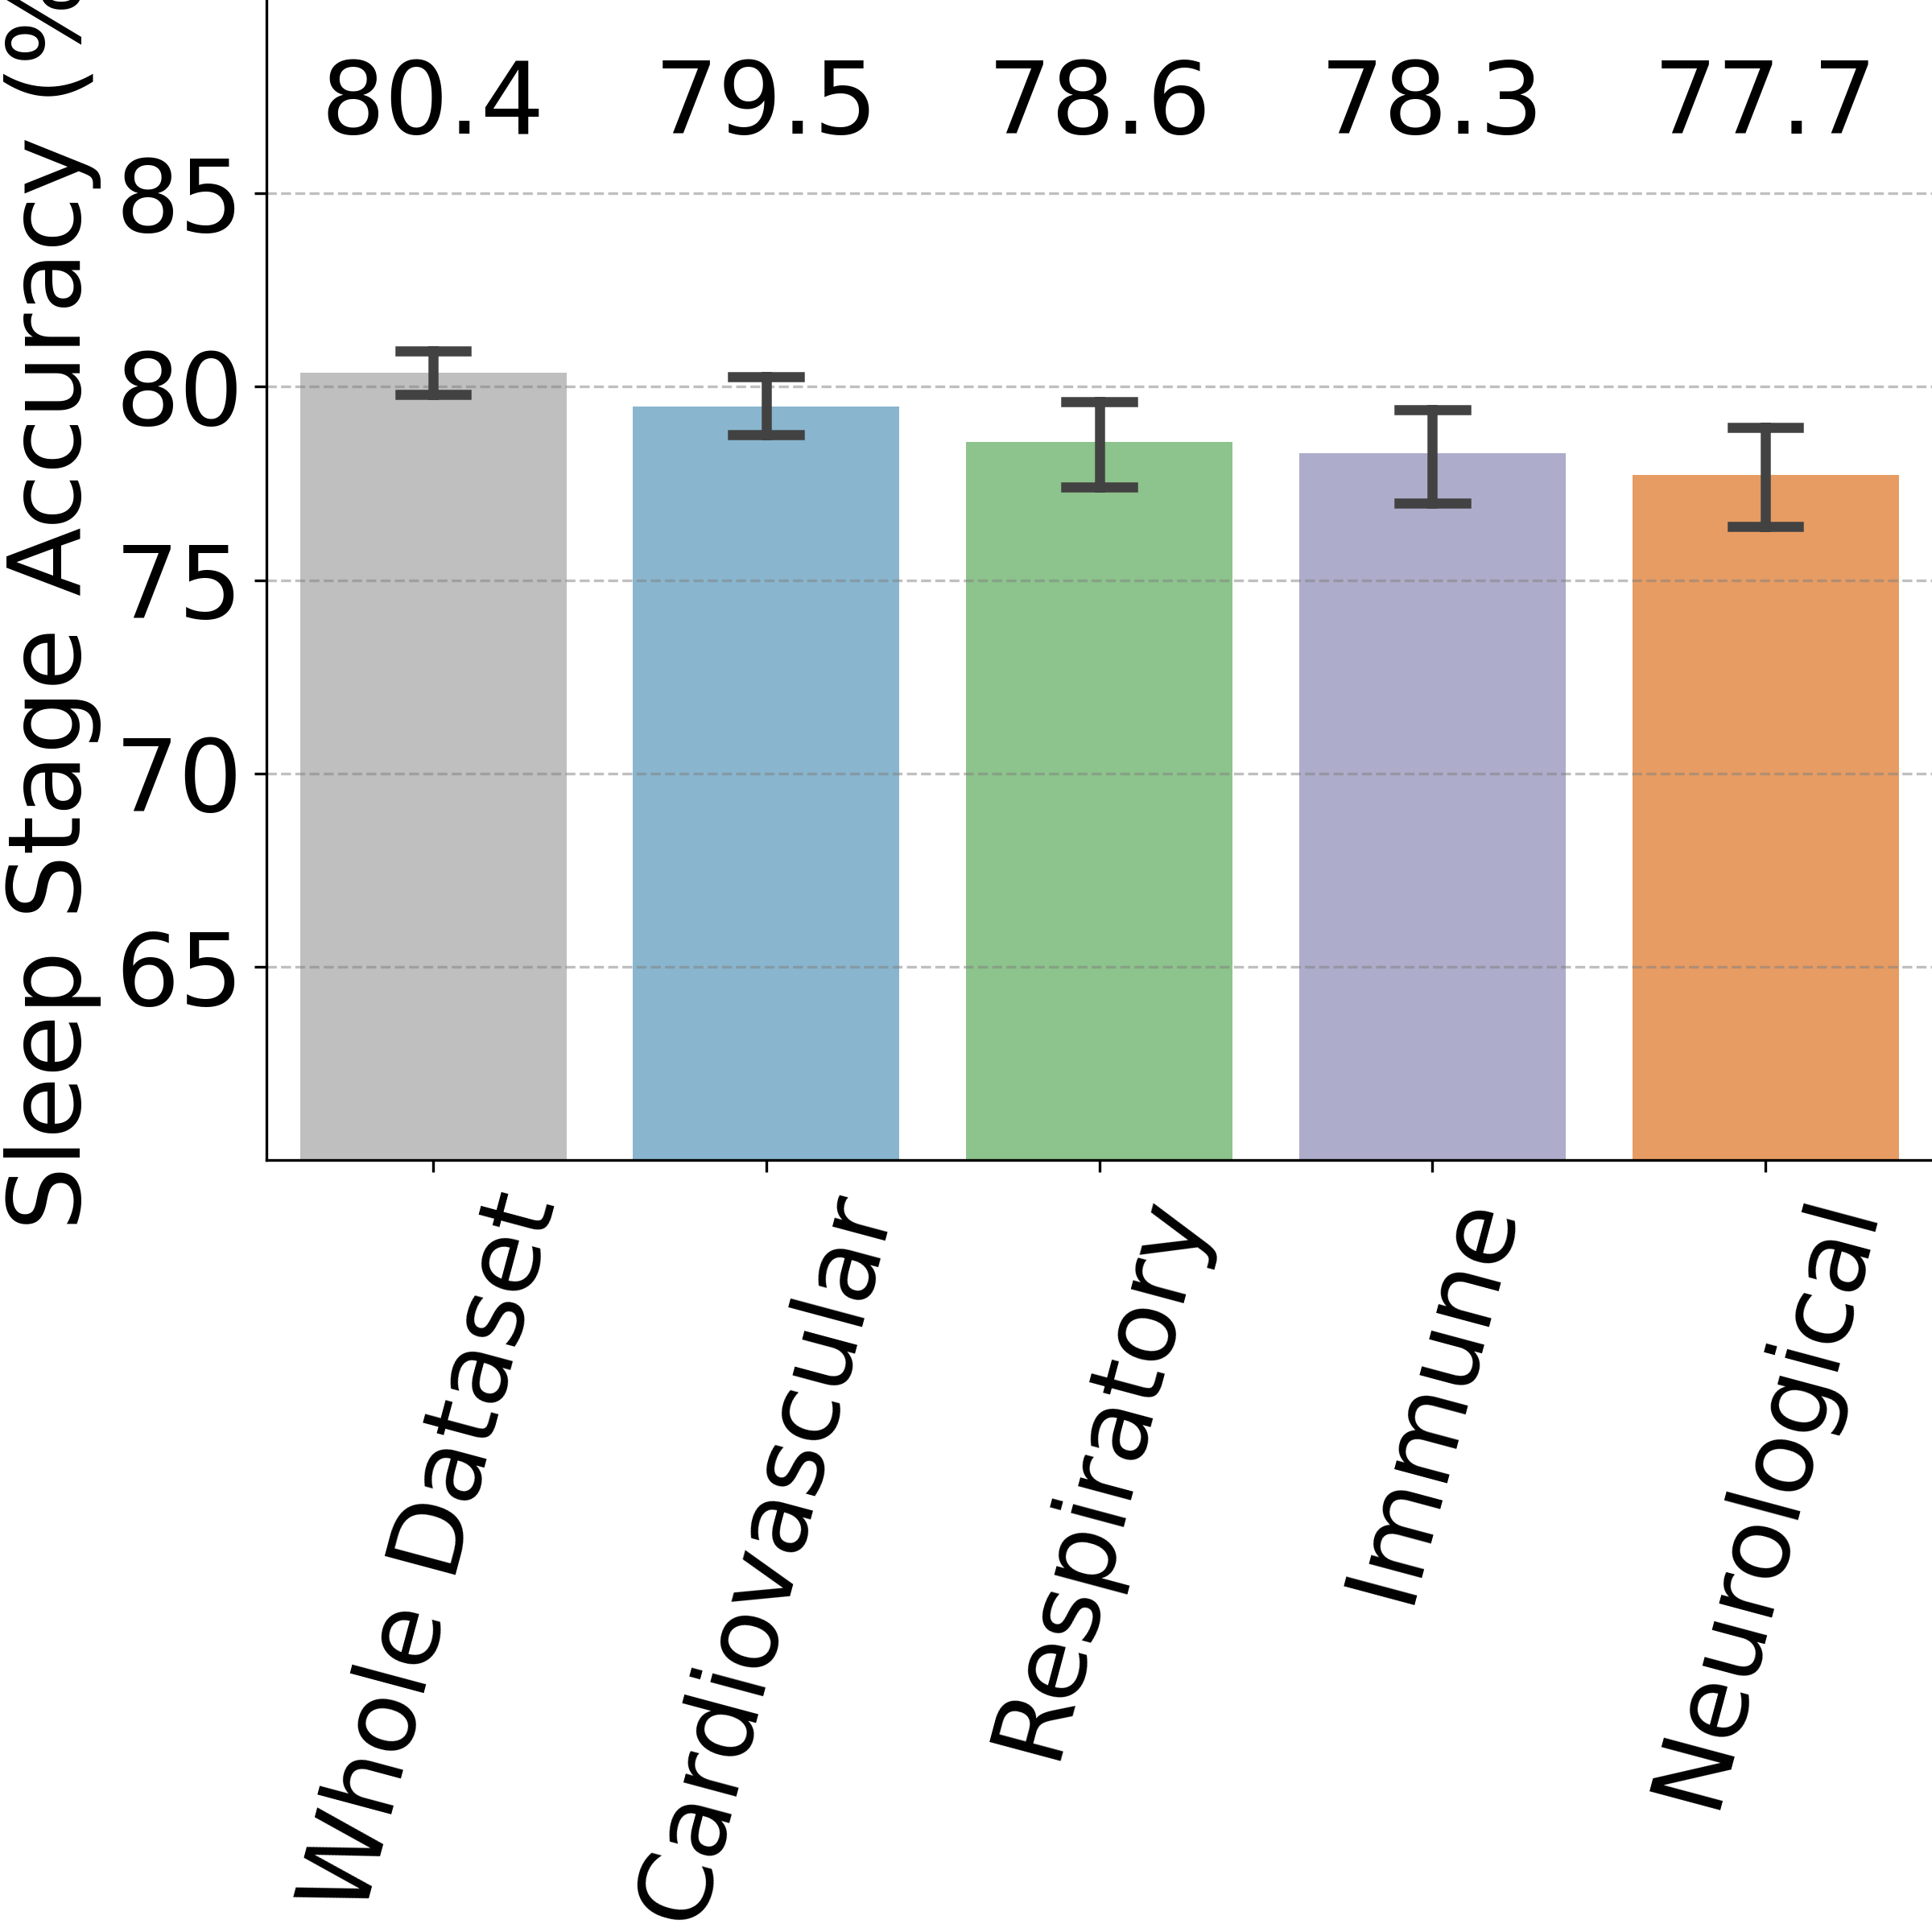 Sleep Stage Accuracy (%
80.4 79.5 78.6 78.3 77.7
85
80
75
70
65
Whole Dataset
Cardiovascular
Respiratory
Immune
Neurological